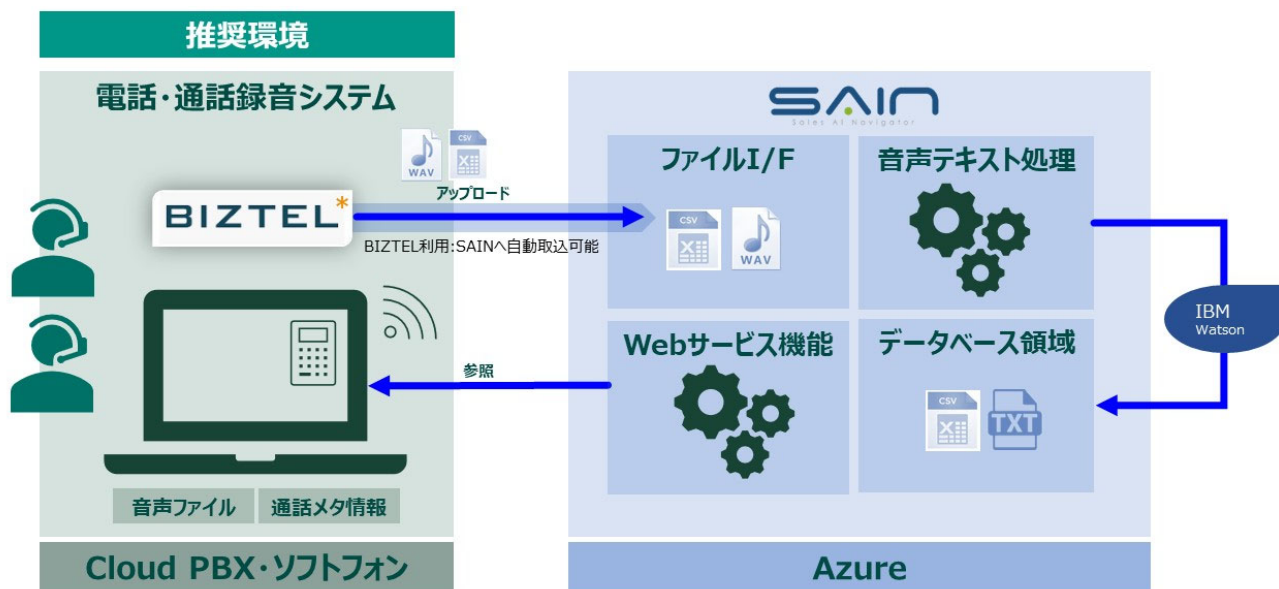 推奨環境
電話・通話録音システム
WAV
CSV
アップロード
BIZTEL*
BIZTEL利用:SAINへ自動取込可能
参照
音声ファイル
通話メタ情報
Cloud PBX・ソフトフォン
SAIN
Sales AI Navigator
ファイルI/F
CSV
WAV
音声テキスト処理
Webサービス機能
データベース領域
CSV
TXT
IBM
Watson
Azure